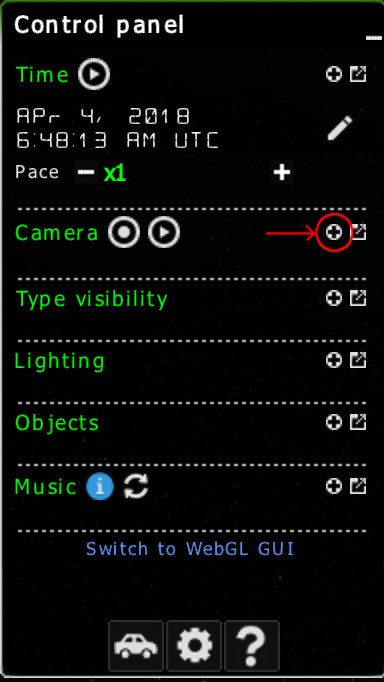 Control panel
Time
APr 4, 2018
6:48:13 AM UTC
Pace x1
Camera
Type visibility
Lighting
Objects
Music
Switch to WebGL GUI